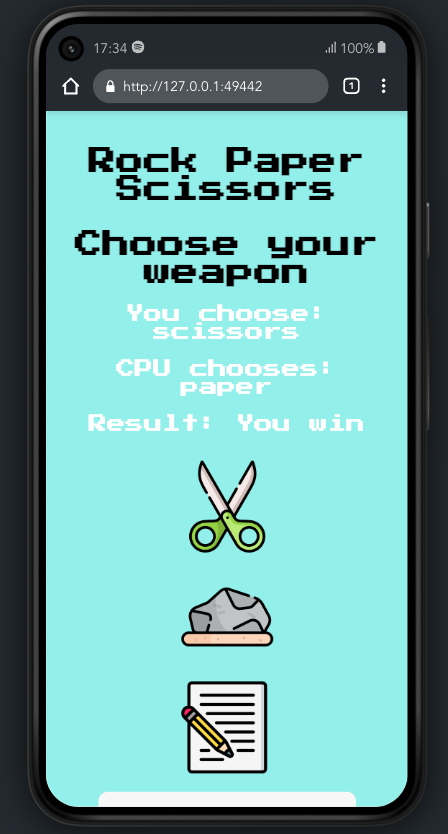 17:34 100%
http://127.0.0.1:49442 1
Rock Paper
Scissors
Choose your
weapon
You choose:
scissors
CPU chooses:
paper
Result: You win